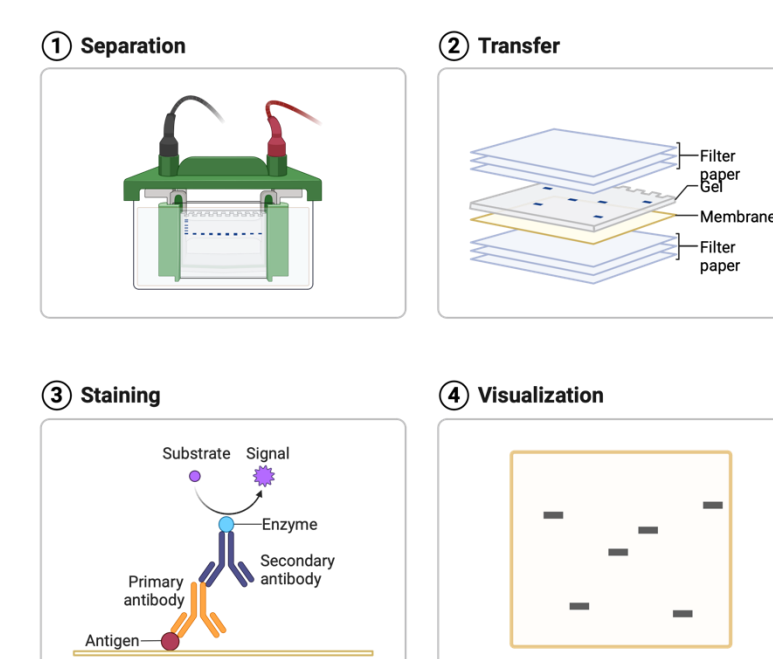 1 Separation
2 Transfer
Filter
paper
Gel
Membrane
Filter
paper
3 Staining
Substrate Signal
Enzyme
Secondary
antibody
Primary
antibody
Antigen
4 Visualization